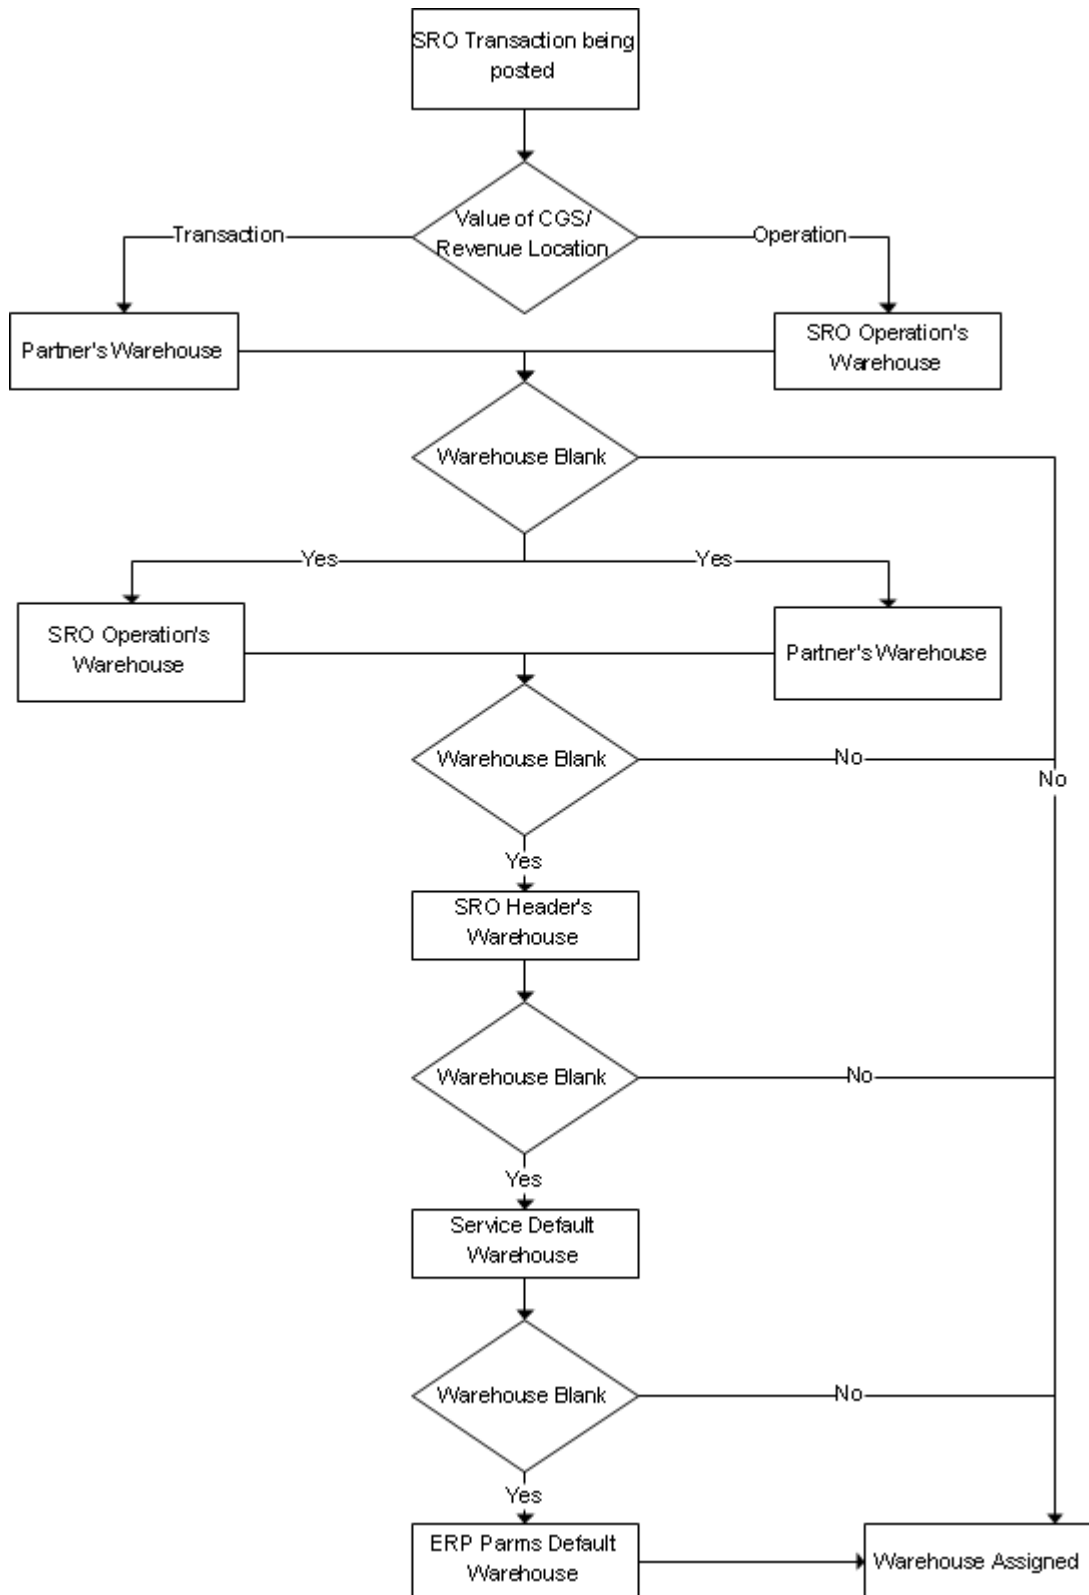 SRO Transaction being
posted
Value of CGS/
Revenue Location
Transaction
Operation
Partner's Warehouse
SRO Operation's
Warehouse
Warehouse Blank
Yes
Yes
SRO Operation's
Warehouse
Partner's Warehouse
Warehouse Blank
No
No
Yes
SRO Header's
Warehouse
Warehouse Blank
No
Yes
Service Default
Warehouse
Warehouse Blank
No
Yes
ERP Parms Default
Warehouse
Warehouse Assigned